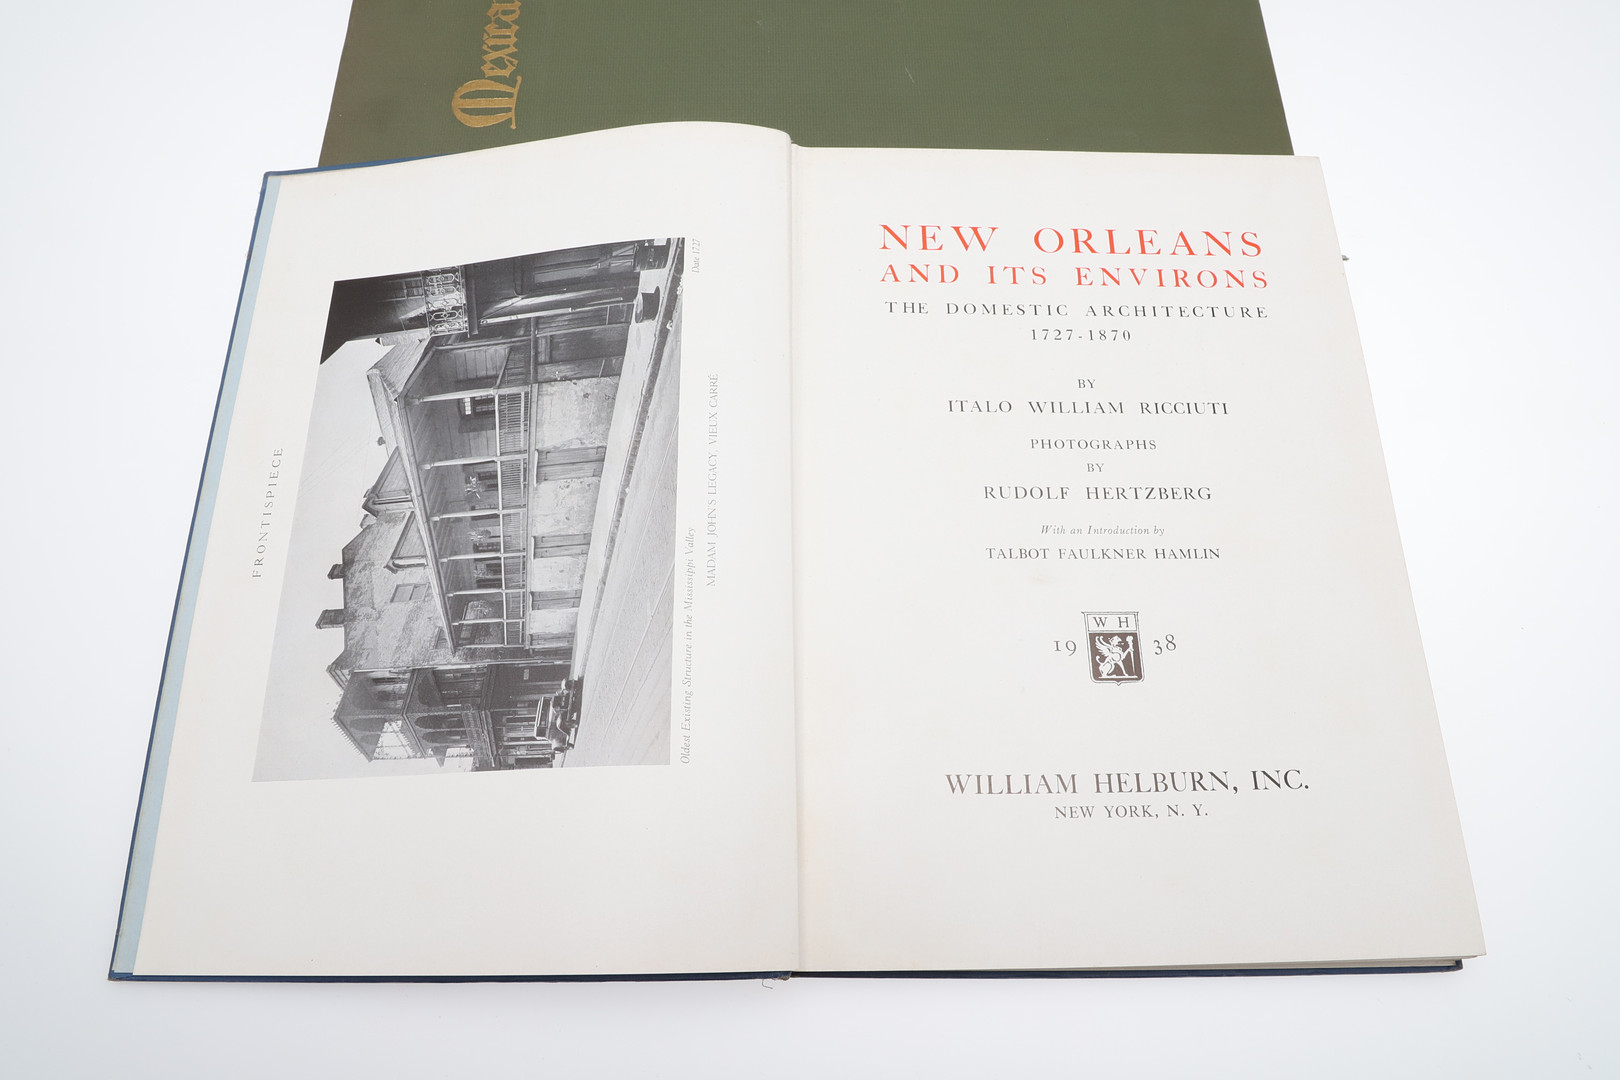 FRONTISPIECE
Date 1727
Oldest Existing Structure in the Mississippi Valley
MADAM JOHN'S LEGACY, VIEUX CARRÉ
NEW ORLEANS
AND ITS ENVIRONS
THE DOMESTIC ARCHITECTURE
1727-1870
BY
ITALO WILLIAM RICCIUTI
PHOTOGRAPHS
BY
RUDOLF HERTZBERG
With an Introduction by
TALBOT FAULKNER HAMLIN
W H
19 38
WILLIAM HELBURN, INC.
NEW YORK, N. Y.